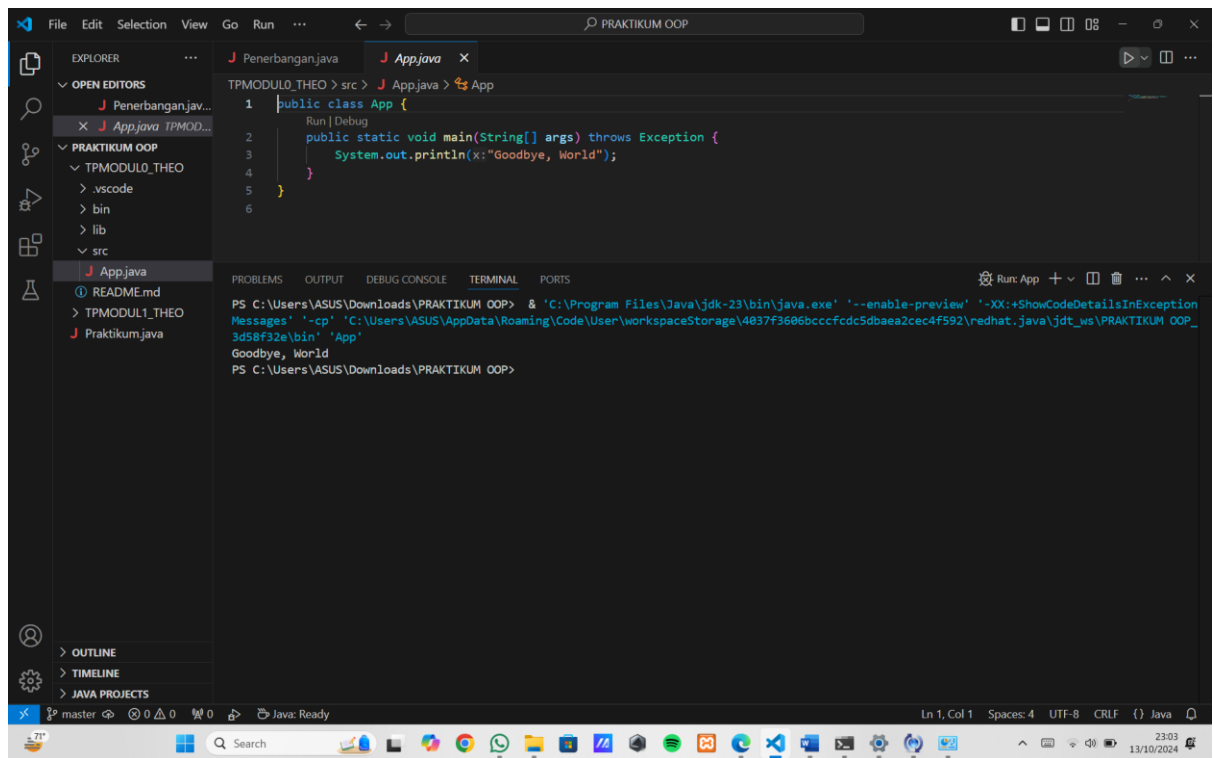 File Edit Selection View Go Run ··· PRAKTIKUM OOP
EXPLORER ···
OPEN EDITORS
J Penerbangan.jav...
J App.java TPMOD...
PRAKTIKUM OOP
TPMODUL0_THEO
.vscode
bin
lib
src
J App.java
README.md
TPMODUL1_THEO
J Praktikum.java
OUTLINE
TIMELINE
JAVA PROJECTS
J Penerbangan.java J App.java
TPMODUL0_THEO > src > J App.java > App
1 public class App {
Run | Debug
2 public static void main(String[] args) throws Exception {
3 System.out.println(x:"Goodbye, World");
4 }
5 }
6
PROBLEMS OUTPUT DEBUG CONSOLE TERMINAL PORTS Run: App
PS C:\Users\ASUS\Downloads\PRAKTIKUM OOP> & 'C:\Program Files\Java\jdk-23\bin\java.exe' '--enable-preview' '-XX:+ShowCodeDetailsInException
Messages' '-cp' 'C:\Users\ASUS\AppData\Roaming\Code\User\workspaceStorage\4037f3606bcccfcdc5dbaea2cec4f592\redhat.java\jdt_ws\PRAKTIKUM OOP_
3d58f32e\bin' 'App'
Goodbye, World
PS C:\Users\ASUS\Downloads\PRAKTIKUM OOP>
master 0 0 0 Java: Ready Ln 1, Col 1 Spaces: 4 UTF-8 CRLF {} Java
71° Search 23:03
13/10/2024